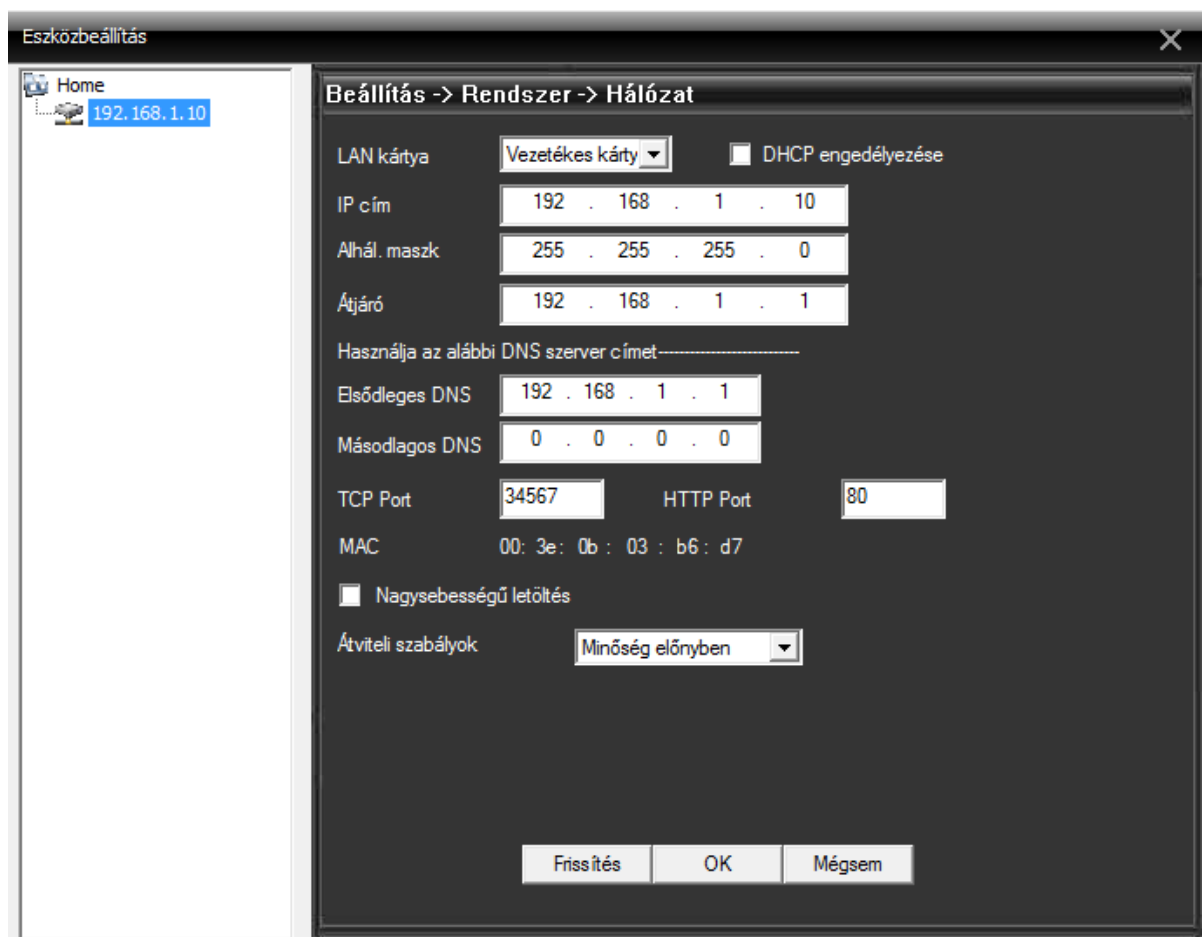 Eszközbeállítás
Home
192.168.1.10
Beállítás -> Rendszer -> Hálózat
LAN kártya Vezetékes kárty DHCP engedélyezése
IP cím 192 . 168 . 1 . 10
Alhál. maszk 255 . 255 . 255 . 0
Átjáró 192 . 168 . 1 . 1
Használja az alábbi DNS szerver címet---------------------------
Elsődleges DNS 192 . 168 . 1 . 1
Másodlagos DNS 0 . 0 . 0 . 0
TCP Port 34567 HTTP Port 80
MAC 00: 3e: 0b : 03 : b6 : d7
Nagysebességű letöltés
Átviteli szabályok Minőség előnyben
Frissítés OK Mégsem